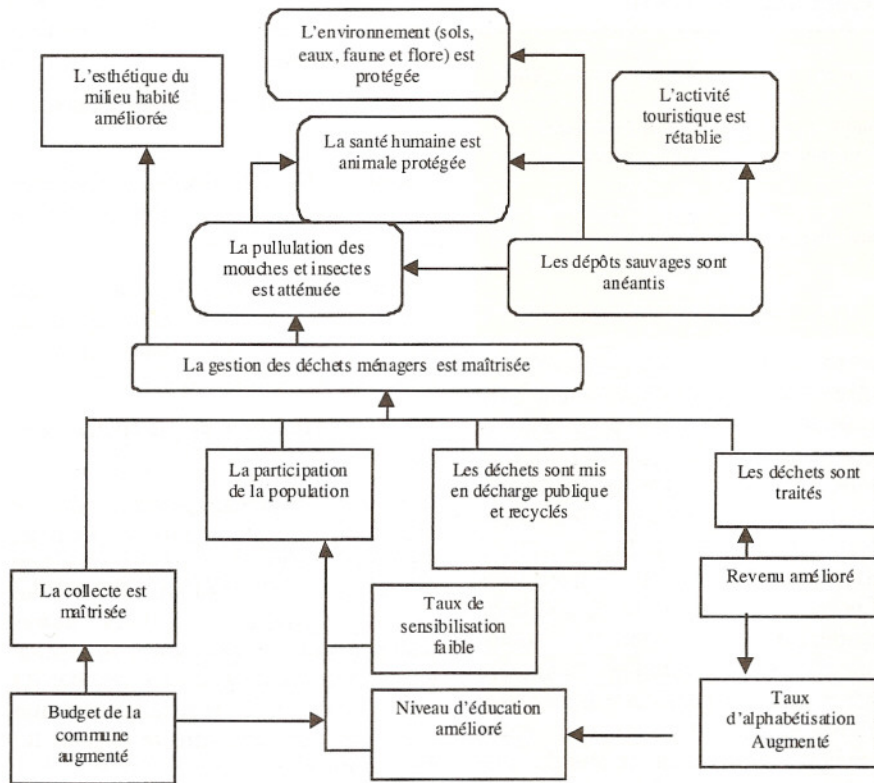 L'environnement (sols,
eaux, faune et flore) est
protégée
L'esthétique du
milieu habité
améliorée
L'activité
touristique est
rétablie
La santé humaine est
animale protégée
La pullulation des
mouches et insectes
est atténuée
Les dépôts sauvages sont
anéantis
La gestion des déchets ménagers est maîtrisée
La participation
de la population
Les déchets sont mis
en décharge publique
et recyclés
Les déchets sont
traités
La collecte est
maîtrisée
Taux de
sensibilisation
faible
Revenu amélioré
Budget de la
commune
augmenté
Niveau d'éducation
amélioré
Taux
d'alphabétisation
Augmenté